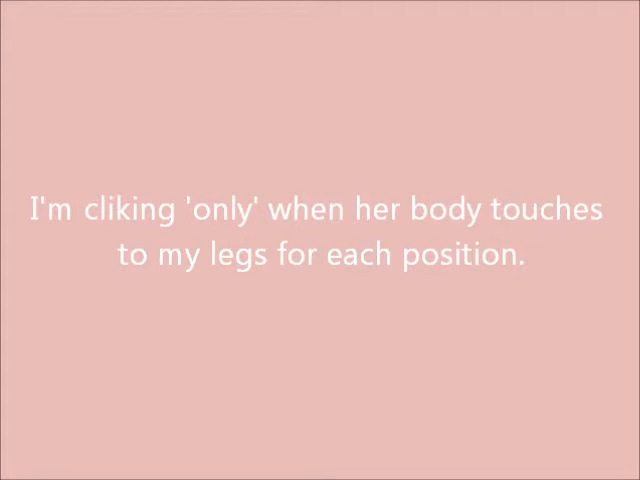 I'm cliking 'only' when her body touches
to my legs for each position.